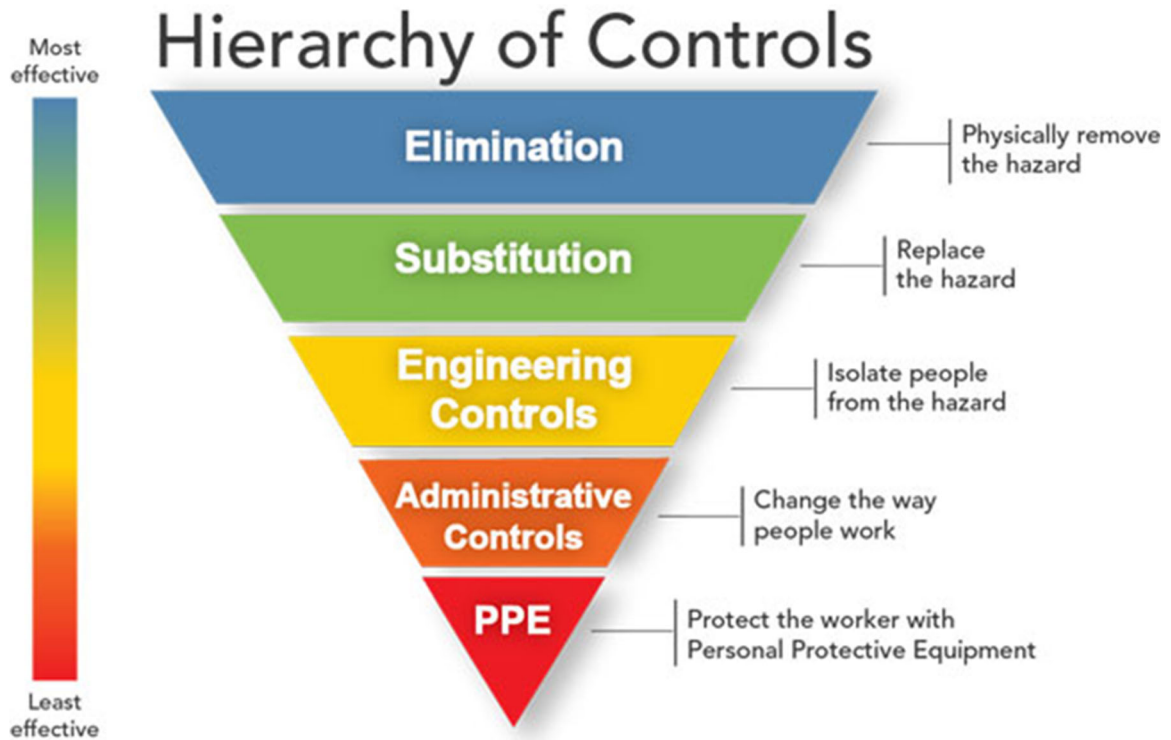 Hierarchy of Controls
Most
effective
Elimination
Physically remove
the hazard
Substitution
Replace
the hazard
Engineering
Controls
Isolate people
from the hazard
Administrative
Controls
Change the way
people work
PPE
Protect the worker with
Personal Protective Equipment
Least
effective